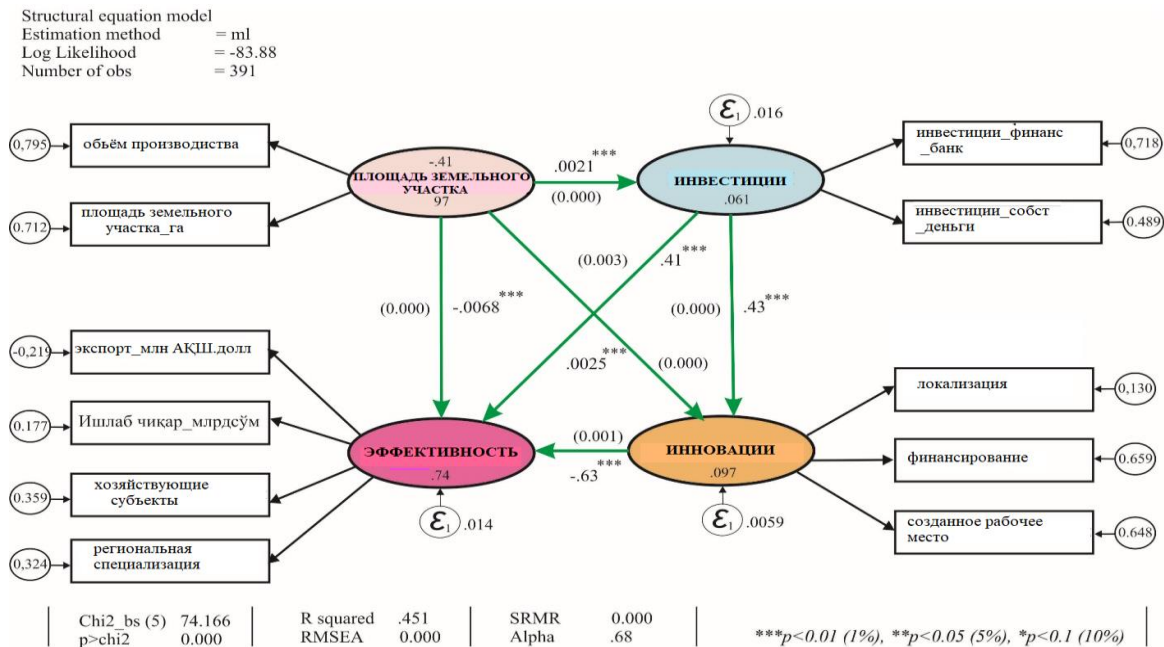 Structural equation model
Estimation method = ml
Log Likelihood = -83.88
Number of obs = 391
ε1 .016
0,795
обьём производиства
-.41
ПЛОЩАДЬ ЗЕМЕЛЬНОГО
УЧАСТКА
97
.0021***
(0.000)
ИНВЕСТИЦИИ
.061
инвестиции_финанс
_банк
0,718
0.712
площадь земельного
участка_га
инвестиции_собст
_деньги
0.489
(0.003)
.41***
(0.000)
-.0068***
(0.000)
.43***
.0025***
(0.000)
-0,219
экспорт_млн АҚШ.долл
локализация
0,130
0.177
Ишлаб чиқар_млрдсўм
ЭФФЕКТИВНОСТЬ
.74
(0.001)
-.63***
ИННОВАЦИИ
.097
финансирование
0.659
0.359
хозяйствующие
субъекты
ε1 .014
ε1 .0059
созданное рабочее
место
0.648
0,324
региональная
специализация
Chi2_bs (5) 74.166 R squared .451 SRMR 0.000
p>chi2 0.000 RMSEA 0.000 Alpha .68 ***p<0.01 (1%), **p<0.05 (5%), *p<0.1 (10%)